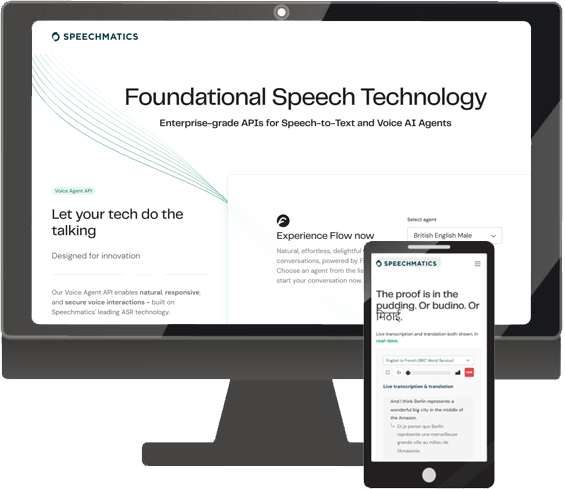 SPEECHMATICS
Foundational Speech Technology
Enterprise-grade APIs for Speech-to-Text and Voice AI Agents
Voice Agent API
Let your tech do the
talking
Designed for innovation
Our Voice Agent API enables natural, responsive,
and secure voice interactions - built on
Speechmatics' leading ASR technology.
Experience Flow now
Natural, effortless, delightful
conversations, powered by F
Choose an agent from the lis
start your conversation now.
Select agent
British English Male
SPEECHMATICS
The proof is in the
pudding. Or budino. Or
मिठाई.
Live transcription and translation both shown, in
real-time.
English to French (BBC World Service)
Live transcription & translation
And I think Berlin represents a
wonderful big city in the middle of
the Amazon.
Et je pense que Berlin
représente une merveilleuse
grande ville au milieu de
l'Amazonie.